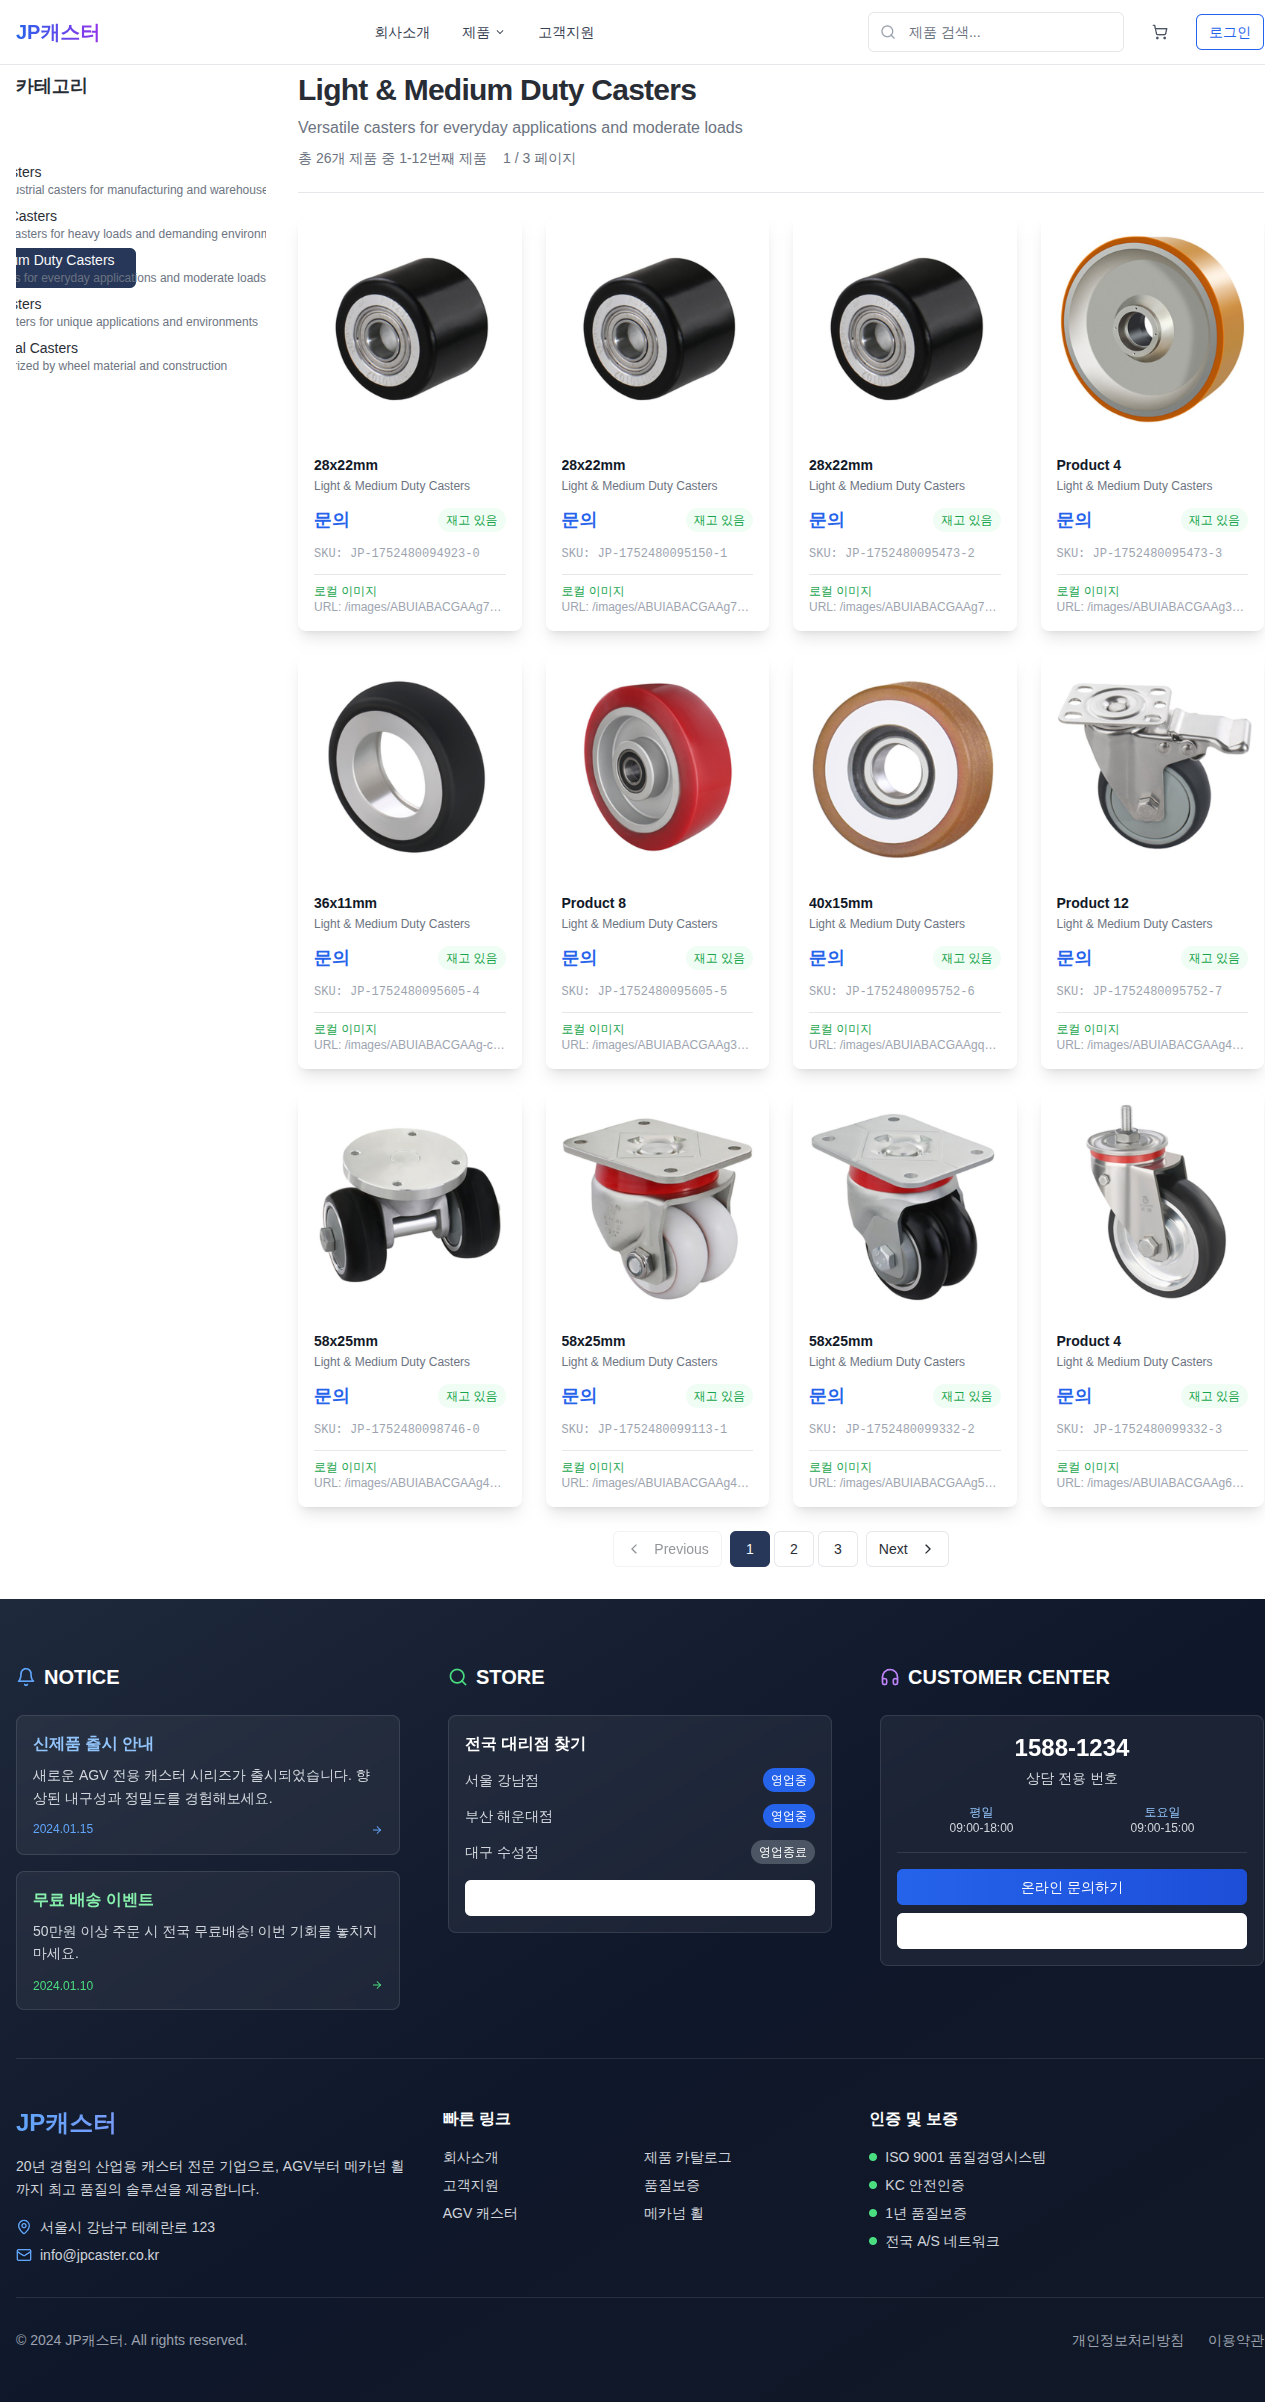 JP캐스터
회사소개
제품
고객지원
제품 검색...
로그인
카테고리
sters
ustrial casters for manufacturing and warehouse
Casters
asters for heavy loads and demanding environm
um Duty Casters
s for everyday applications and moderate loads
sters
ters for unique applications and environments
al Casters
rized by wheel material and construction
Light & Medium Duty Casters
Versatile casters for everyday applications and moderate loads
총 26개 제품 중 1-12번째 제품 1 / 3 페이지
28x22mm
Light & Medium Duty Casters
문의 재고 있음
SKU: JP-1752480094923-0
로컬 이미지
URL: /images/ABUIABACGAAg7...
28x22mm
Light & Medium Duty Casters
문의 재고 있음
SKU: JP-1752480095150-1
로컬 이미지
URL: /images/ABUIABACGAAg7...
28x22mm
Light & Medium Duty Casters
문의 재고 있음
SKU: JP-1752480095473-2
로컬 이미지
URL: /images/ABUIABACGAAg7...
Product 4
Light & Medium Duty Casters
문의 재고 있음
SKU: JP-1752480095473-3
로컬 이미지
URL: /images/ABUIABACGAAg3...
36x11mm
Light & Medium Duty Casters
문의 재고 있음
SKU: JP-1752480095605-4
로컬 이미지
URL: /images/ABUIABACGAAg-c...
Product 8
Light & Medium Duty Casters
문의 재고 있음
SKU: JP-1752480095605-5
로컬 이미지
URL: /images/ABUIABACGAAg3...
40x15mm
Light & Medium Duty Casters
문의 재고 있음
SKU: JP-1752480095752-6
로컬 이미지
URL: /images/ABUIABACGAAgq...
Product 12
Light & Medium Duty Casters
문의 재고 있음
SKU: JP-1752480095752-7
로컬 이미지
URL: /images/ABUIABACGAAg4...
58x25mm
Light & Medium Duty Casters
문의 재고 있음
SKU: JP-1752480098746-0
로컬 이미지
URL: /images/ABUIABACGAAg4...
58x25mm
Light & Medium Duty Casters
문의 재고 있음
SKU: JP-1752480099113-1
로컬 이미지
URL: /images/ABUIABACGAAg4...
58x25mm
Light & Medium Duty Casters
문의 재고 있음
SKU: JP-1752480099332-2
로컬 이미지
URL: /images/ABUIABACGAAg5...
Product 4
Light & Medium Duty Casters
문의 재고 있음
SKU: JP-1752480099332-3
로컬 이미지
URL: /images/ABUIABACGAAg6...
Previous 1 2 3 Next
NOTICE
신제품 출시 안내
새로운 AGV 전용 캐스터 시리즈가 출시되었습니다. 향
상된 내구성과 정밀도를 경험해보세요.
2024.01.15
무료 배송 이벤트
50만원 이상 주문 시 전국 무료배송! 이번 기회를 놓치지
마세요.
2024.01.10
STORE
전국 대리점 찾기
서울 강남점 영업중
부산 해운대점 영업중
대구 수성점 영업종료
CUSTOMER CENTER
1588-1234
상담 전용 번호
평일
09:00-18:00
토요일
09:00-15:00
온라인 문의하기
JP캐스터
20년 경험의 산업용 캐스터 전문 기업으로, AGV부터 메카넘 휠
까지 최고 품질의 솔루션을 제공합니다.
서울시 강남구 테헤란로 123
info@jpcaster.co.kr
빠른 링크
회사소개
제품 카탈로그
고객지원
품질보증
AGV 캐스터
메카넘 휠
인증 및 보증
ISO 9001 품질경영시스템
KC 안전인증
1년 품질보증
전국 A/S 네트워크
© 2024 JP캐스터. All rights reserved.
개인정보처리방침
이용약관